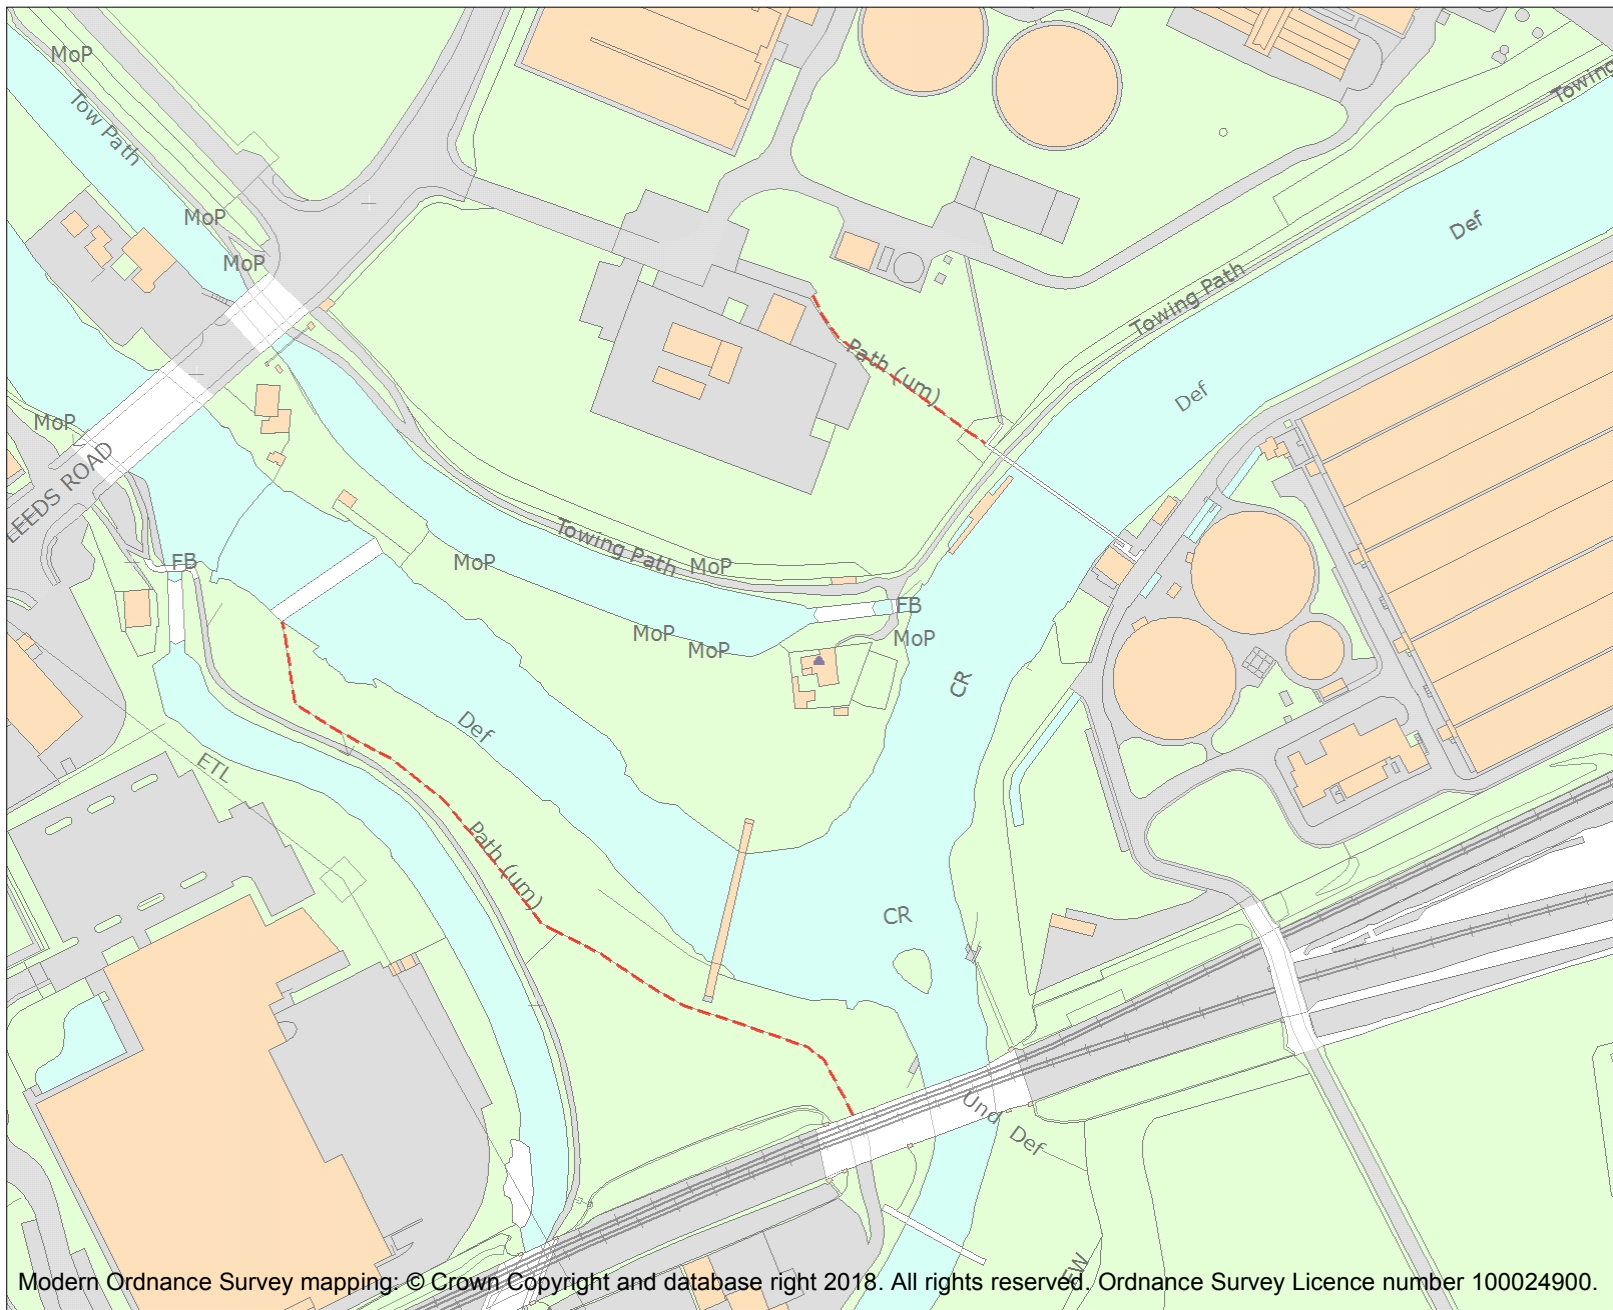 MoP
Tow Path
Towing
MoP
Def
MoP
Towing Path
Path (um)
Def
MoP
LEEDS ROAD
Towing Path
FB
MoP
MoP
FB
MoP
MoP
MoP
CR
Def
ETL
Path (um)
CR
Und
Def
FW
Modern Ordnance Survey mapping: © Crown Copyright and database right 2018. All rights reserved. Ordnance Survey Licence number 100024900.